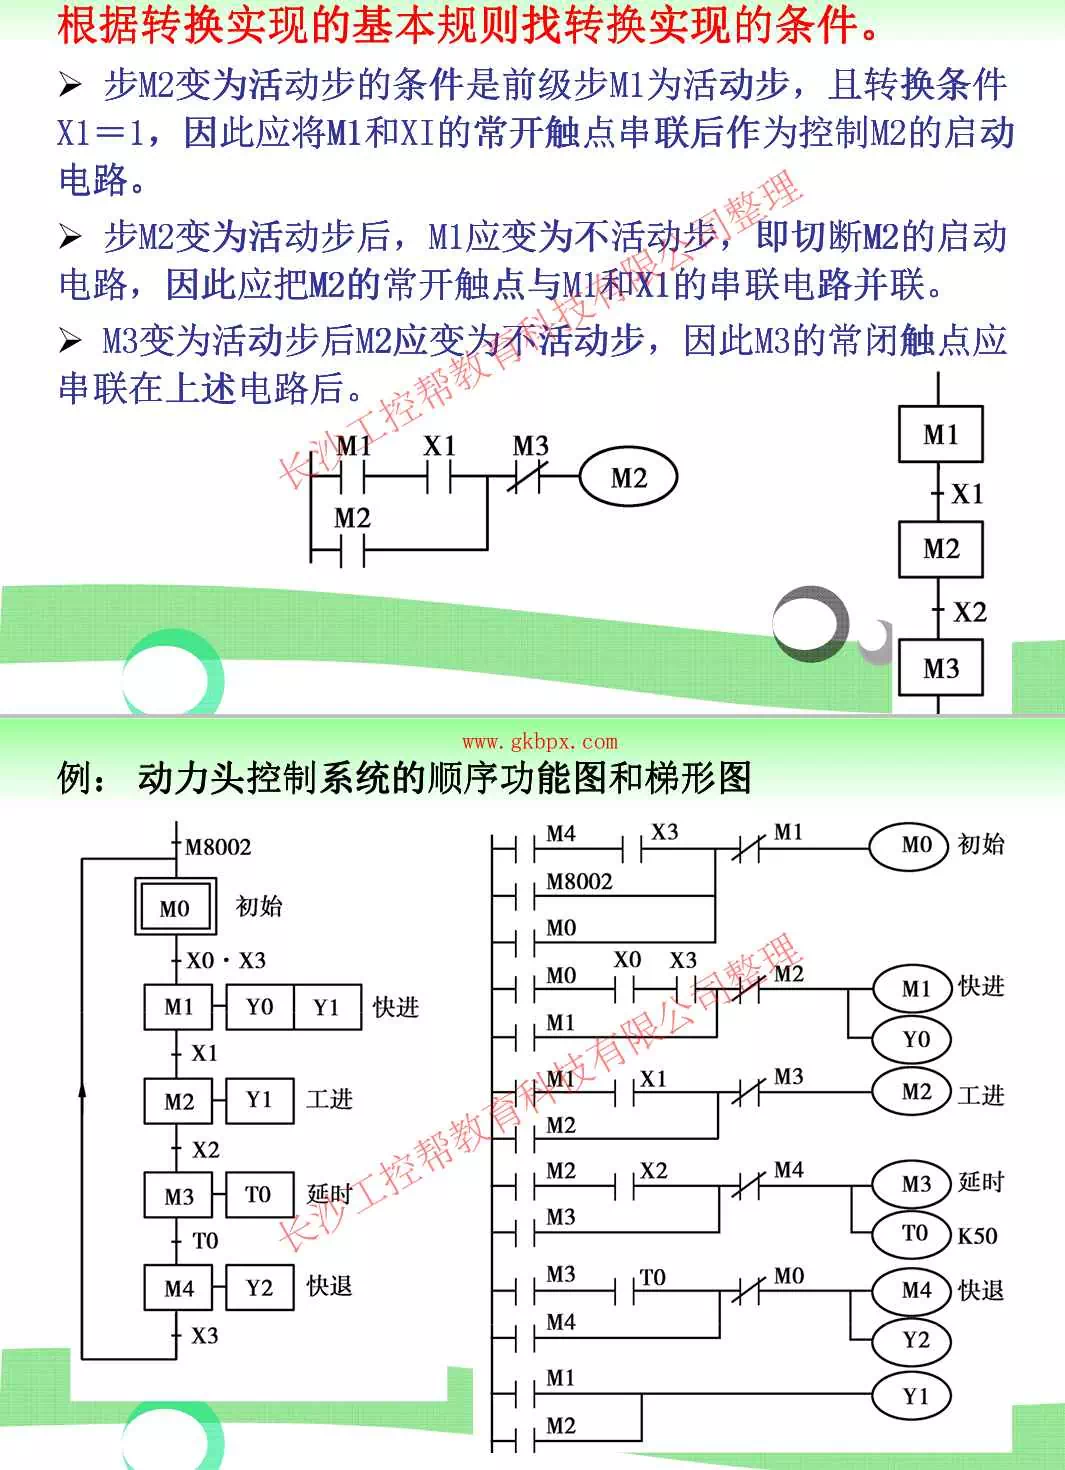 根据转换实现的基本规则找转换实现的条件。
➢ 步M2变为活动步的条件是前级步M1为活动步，且转换条件
X1＝1，因此应将M1和XI的常开触点串联后作为控制M2的启动
电路。
➢ 步M2变为活动步后，M1应变为不活动步，即切断M2的启动
电路，因此应把M2的常开触点与M1和X1的串联电路并联。
➢ M3变为活动步后M2应变为不活动步，因此M3的常闭触点应
串联在上述电路后。
长沙工控帮教育科技有限公司整理
M1 X1 M3
M2
M2
M1
X1
M2
X2
M3
www.gkbpx.com
例： 动力头控制系统的顺序功能图和梯形图
M8002
M0 初始
X0·X3
M1 Y0 Y1 快进
X1
M2 Y1 工进
X2
M3 T0 延时
T0
M4 Y2 快退
X3
M4 X3 M1 M0 初始
M8002
M0
M0 X0 X3 M2 M1 快进
M1 Y0
M1 X1 M3 M2 工进
M2
M2 X2 M4 M3 延时
M3 T0 K50
M3 T0 M0 M4 快退
M4 Y2
M1 Y1
M2
长沙工控帮教育科技有限公司整理